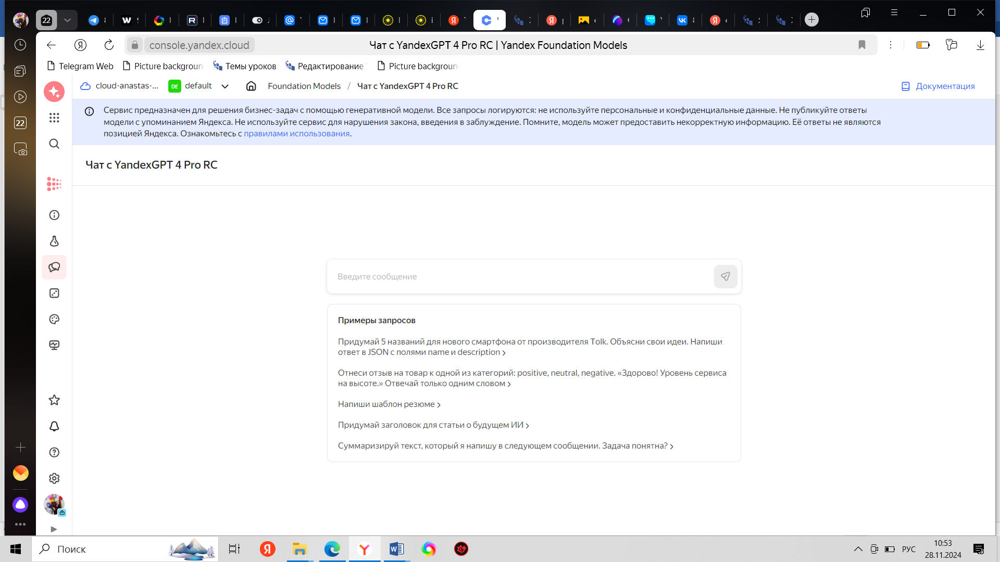 22
console.yandex.cloud
Чат с YandexGPT 4 Pro RC | Yandex Foundation Models
Telegram Web
Picture backgroun
Темы уроков
Редактирование
Picture backgroun
cloud-anastas-...
DE
default
Foundation Models / Чат с YandexGPT 4 Pro RC
Документация
Сервис предназначен для решения бизнес-задач с помощью генеративной модели. Все запросы логируются: не используйте персональные и конфиденциальные данные. Не публикуйте ответы
модели с упоминанием Яндекса. Не используйте сервис для нарушения закона, введения в заблуждение. Помните, модель может предоставить некорректную информацию. Её ответы не являются
позицией Яндекса. Ознакомьтесь с правилами использования.
22
Чат с YandexGPT 4 Pro RC
Введите сообщение
Примеры запросов
Придумай 5 названий для нового смартфона от производителя Tolk. Объясни свои идеи. Напиши
ответ в JSON с полями name и description
Отнеси отзыв на товар к одной из категорий: positive, neutral, negative. «Здорово! Уровень сервиса
на высоте.» Отвечай только одним словом
Напиши шаблон резюме
Придумай заголовок для статьи о будущем ИИ
Суммаризируй текст, который я напишу в следующем сообщении. Задача понятна?
Поиск
РУС
10:53
28.11.2024